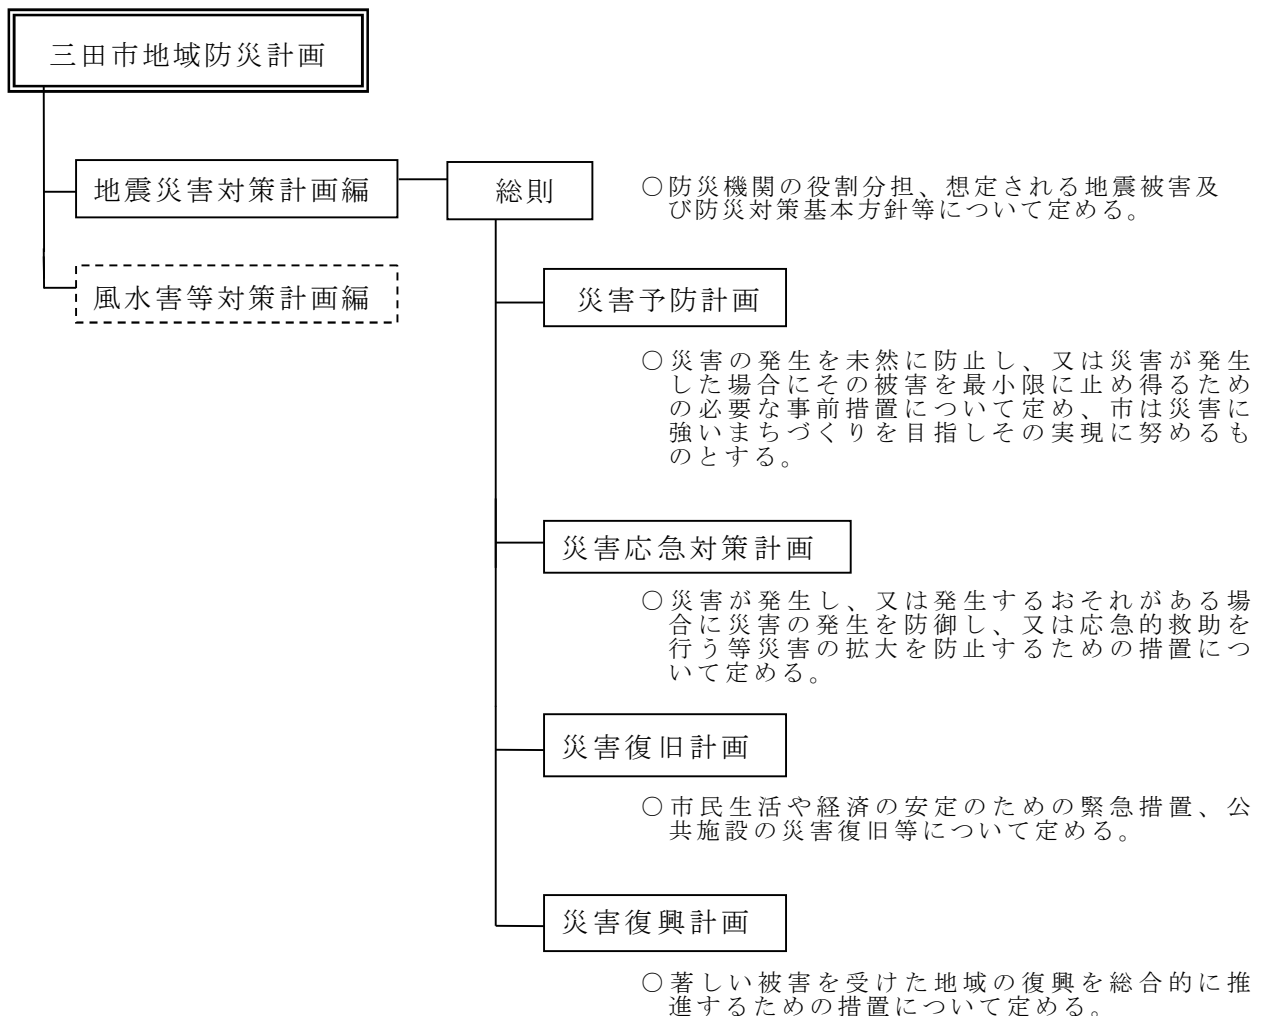 三田市地域防災計画
地震災害対策計画編
総則
○防災機関の役割分担、想定される地震被害及
び防災対策基本方針等について定める。
風水害等対策計画編
災害予防計画
○災害の発生を未然に防止し、又は災害が発生
した場合にその被害を最小限に止め得るため
の必要な事前措置について定め、市は災害に
強いまちづくりを目指しその実現に努めるも
のとする。
災害応急対策計画
○災害が発生し、又は発生するおそれがある場
合に災害の発生を防御し、又は応急的救助を
行う等災害の拡大を防止するための措置につ
いて定める。
災害復旧計画
○市民生活や経済の安定のための緊急措置、公
共施設の災害復旧等について定める。
災害復興計画
○著しい被害を受けた地域の復興を総合的に推
進するための措置について定める。